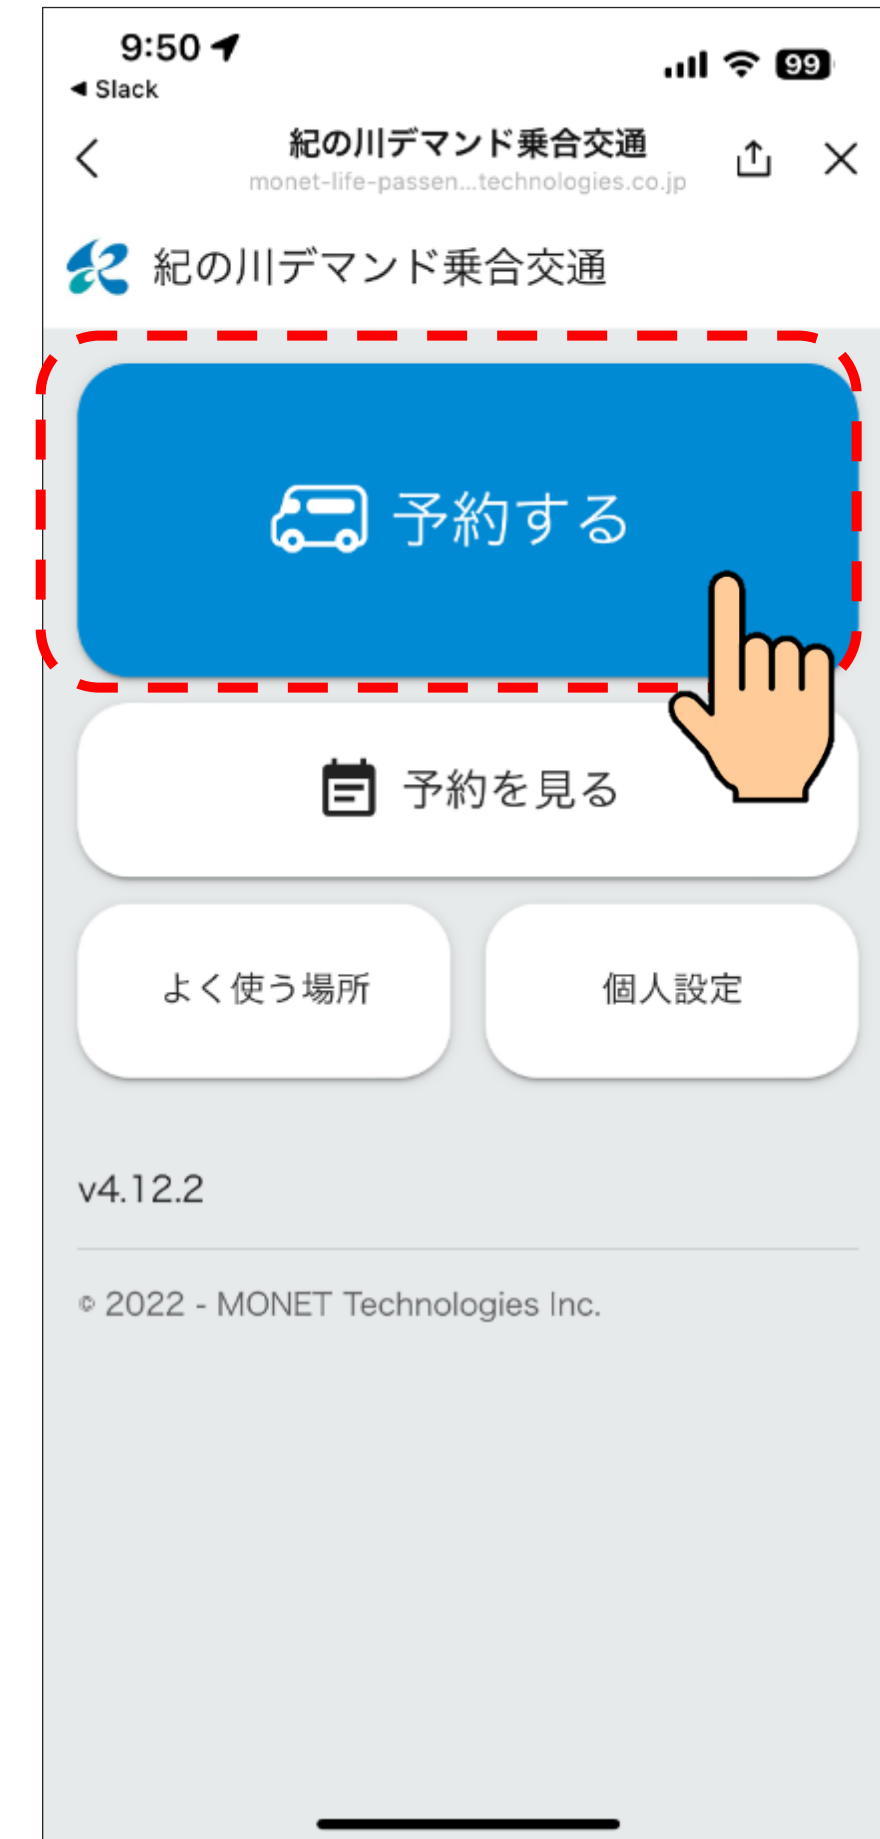 9:50
99
◀ Slack
紀の川デマンド乗合交通
monet-life-passen...technologies.co.jp
紀の川デマンド乗合交通
予約する
予約を見る
よく使う場所
個人設定
v4.12.2
© 2022 - MONET Technologies Inc.